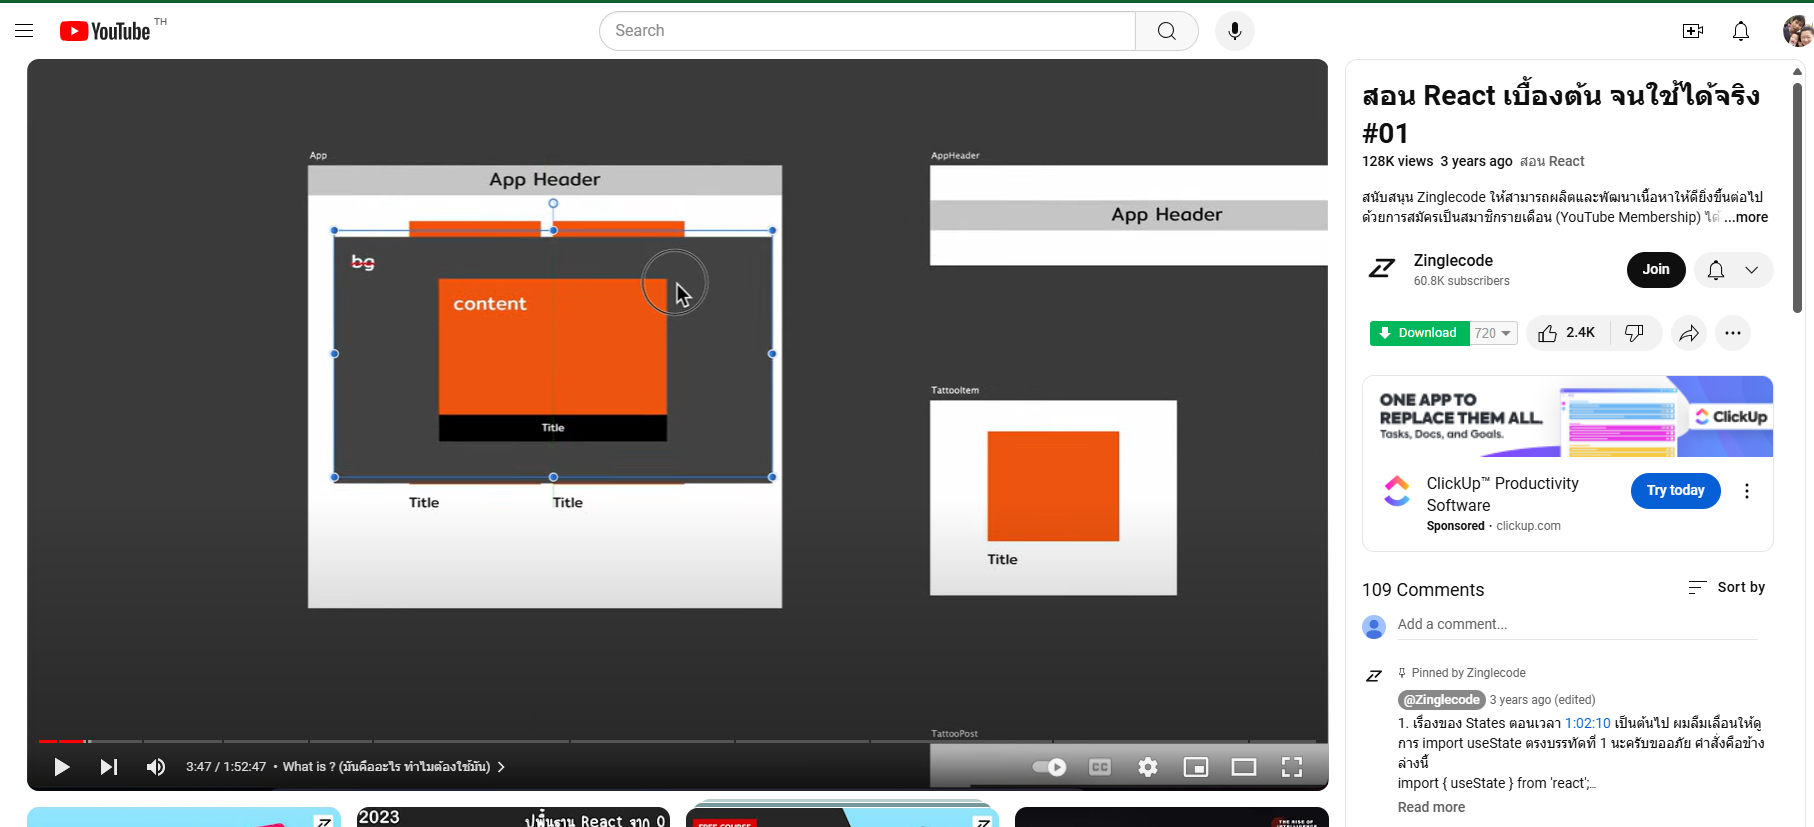 YouTube TH
Search
App
App Header
bg
content
Title
Title Title
AppHeader
App Header
TattooItem
Title
TattooPost
3:47 / 1:52:47 • What is ? (มันคืออะไร ทำไมต้องใช้มัน)
CC
2023
ปูพื้นฐาน React จาก 0
FREE COURSE
THE RISE OF
สอน React เบื้องต้น จนใช้ได้จริง
#01
128K views 3 years ago สอน React
สนับสนุน Zinglecode ให้สามารถผลิตและพัฒนาเนื้อหาให้ดียิ่งขึ้นต่อไป
ด้วยการสมัครเป็นสมาชิกรายเดือน (YouTube Membership) ได้ ...more
Zinglecode
60.8K subscribers
Join
Download 720
2.4K
ONE APP TO
REPLACE THEM ALL.
Tasks, Docs, and Goals.
ClickUp
ClickUp™ Productivity
Software
Sponsored · clickup.com
Try today
109 Comments
Sort by
Add a comment...
Pinned by Zinglecode
@Zinglecode 3 years ago (edited)
1. เรื่องของ States ตอนเวลา 1:02:10 เป็นต้นไป ผมลืมเลื่อนให้ดู
การ import useState ตรงบรรทัดที่ 1 นะครับขออภัย คำสั่งคือข้าง
ล่างนี้
import { useState } from 'react';...
Read more